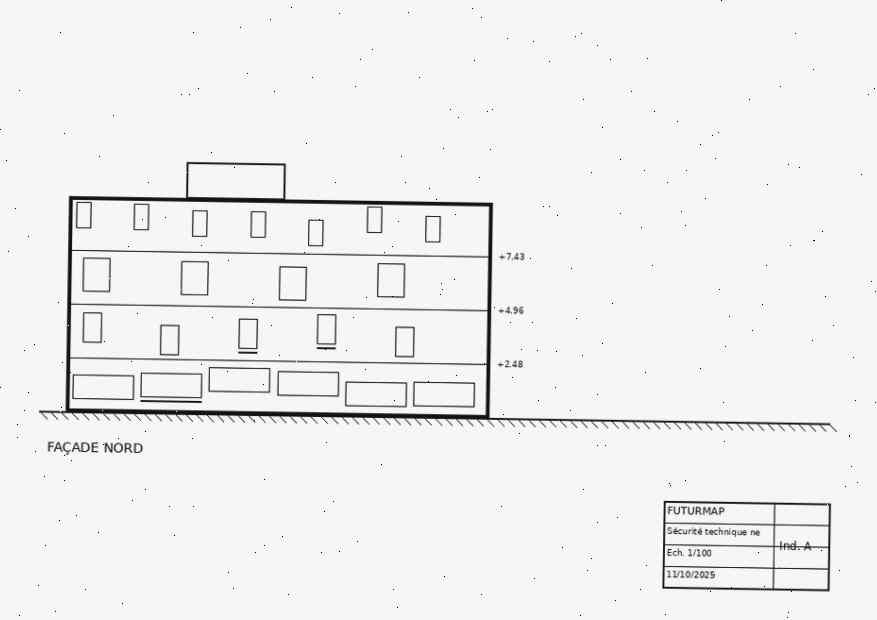 +7.43
+4.96
+2.48
FAÇADE NORD
FUTURMAP
Sécurité technique ne
Ind. A
Ech. 1/100
11/10/2025